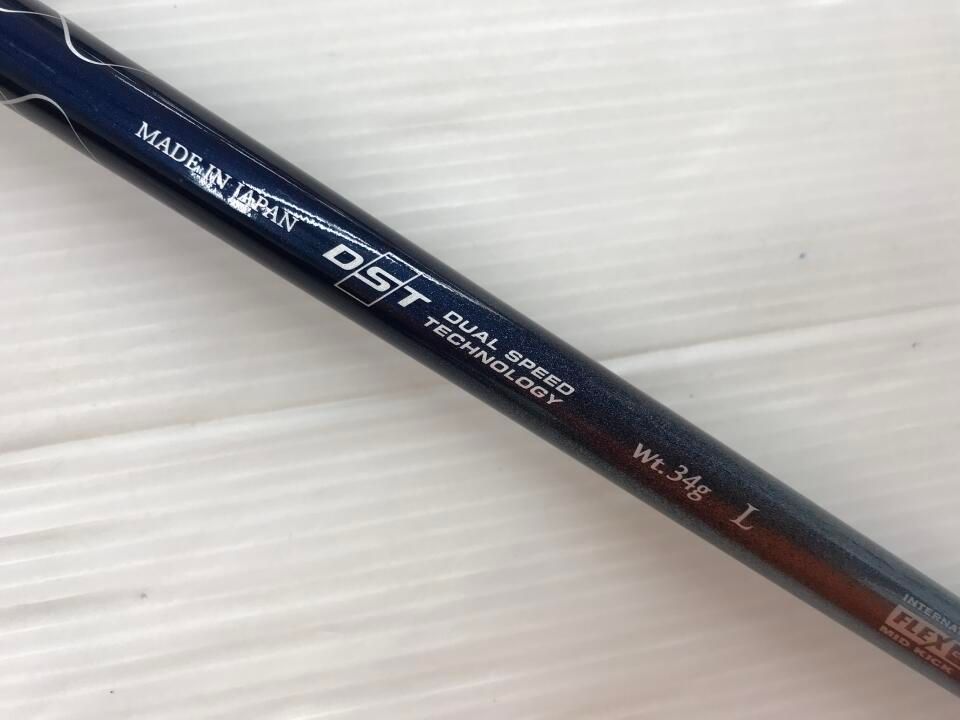 MADE IN JAPAN
DST
DUAL SPEED
TECHNOLOGY
Wt.34g
L
FLEX
MID KICK